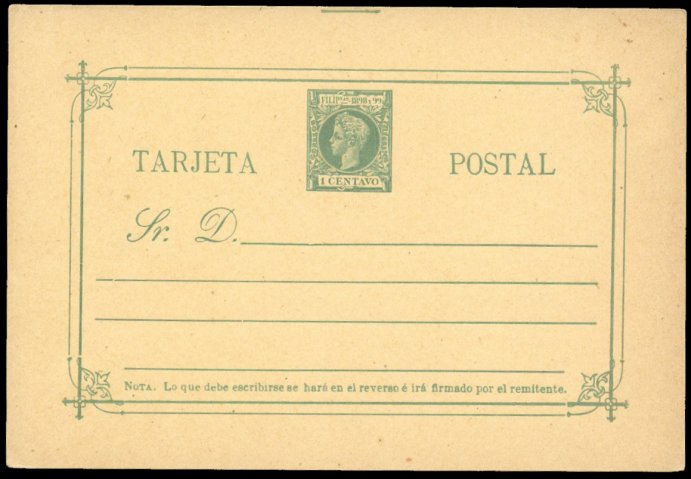 FILIPnas 1898 y 99
TARJETA POSTAL
1 CENTAVO
Sr. D.
NOTA. Lo que debe escribirse se hará en el reverso é irá firmado por el remitente.